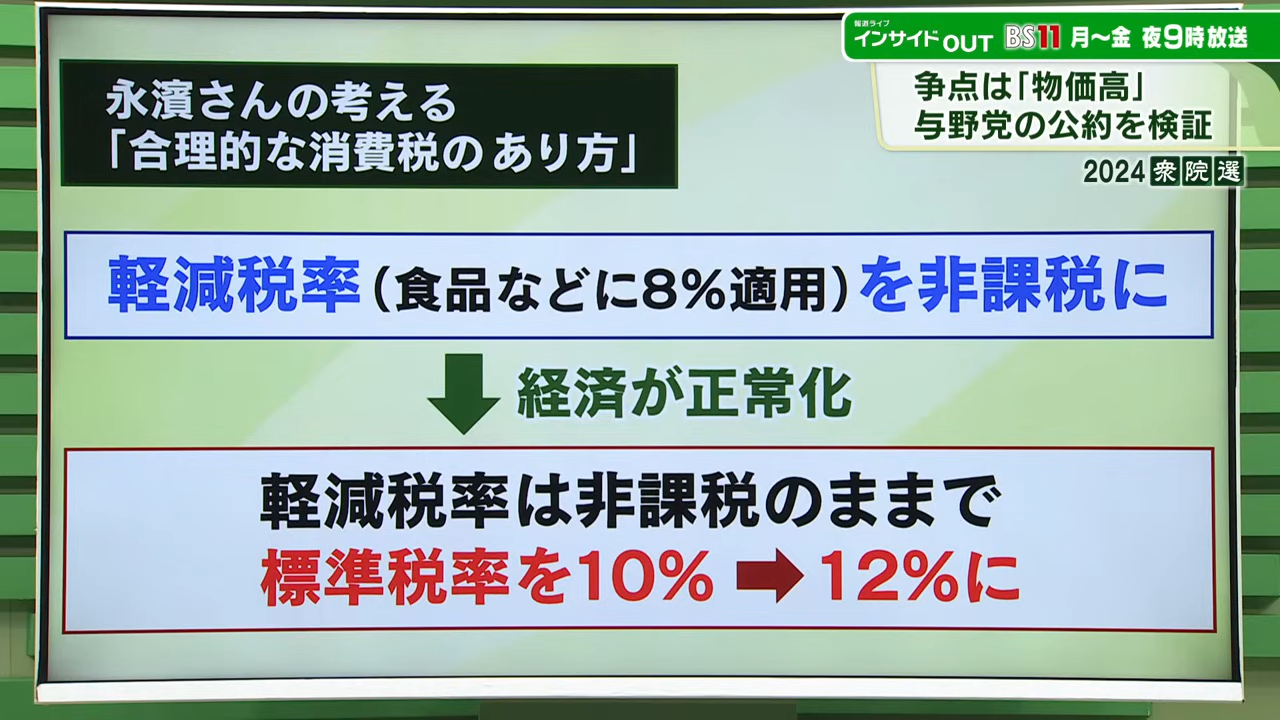 報道ライブ
インサイドOUT BS11 月〜金 夜9時放送
争点は「物価高」
与野党の公約を検証
2024衆院選
永濱さんの考える
「合理的な消費税のあり方」
軽減税率(食品などに8%適用)を非課税に
経済が正常化
軽減税率は非課税のままで
標準税率を10%➡12%に